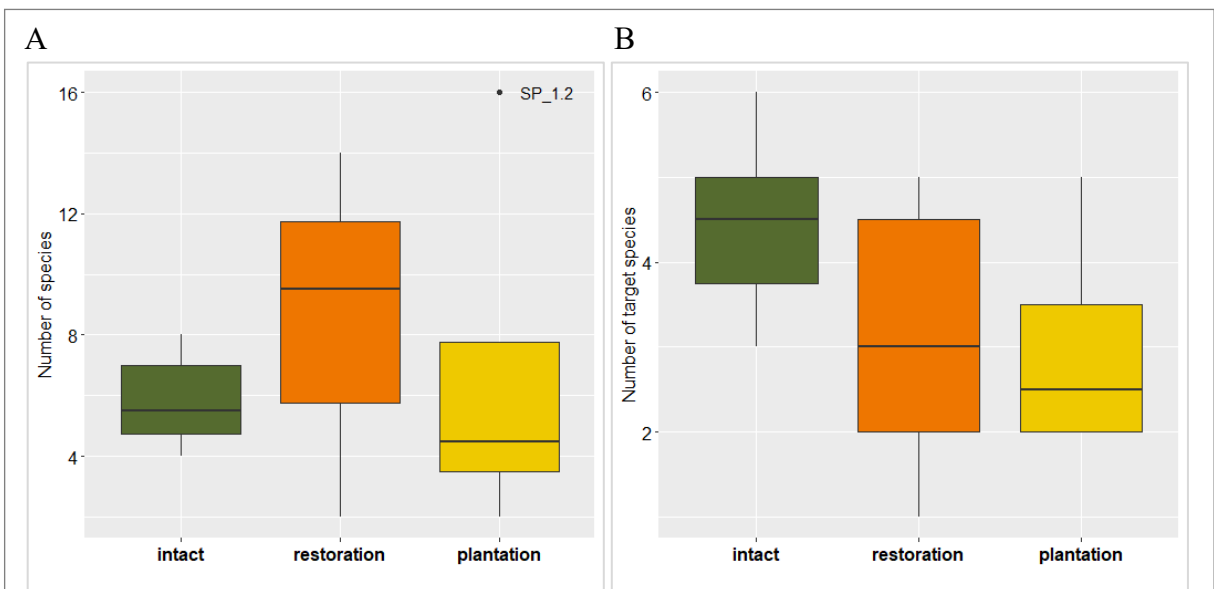 A
Number of species
16
12
8
4
SP_1.2
intact restoration plantation
B
Number of target species
6
4
2
intact restoration plantation